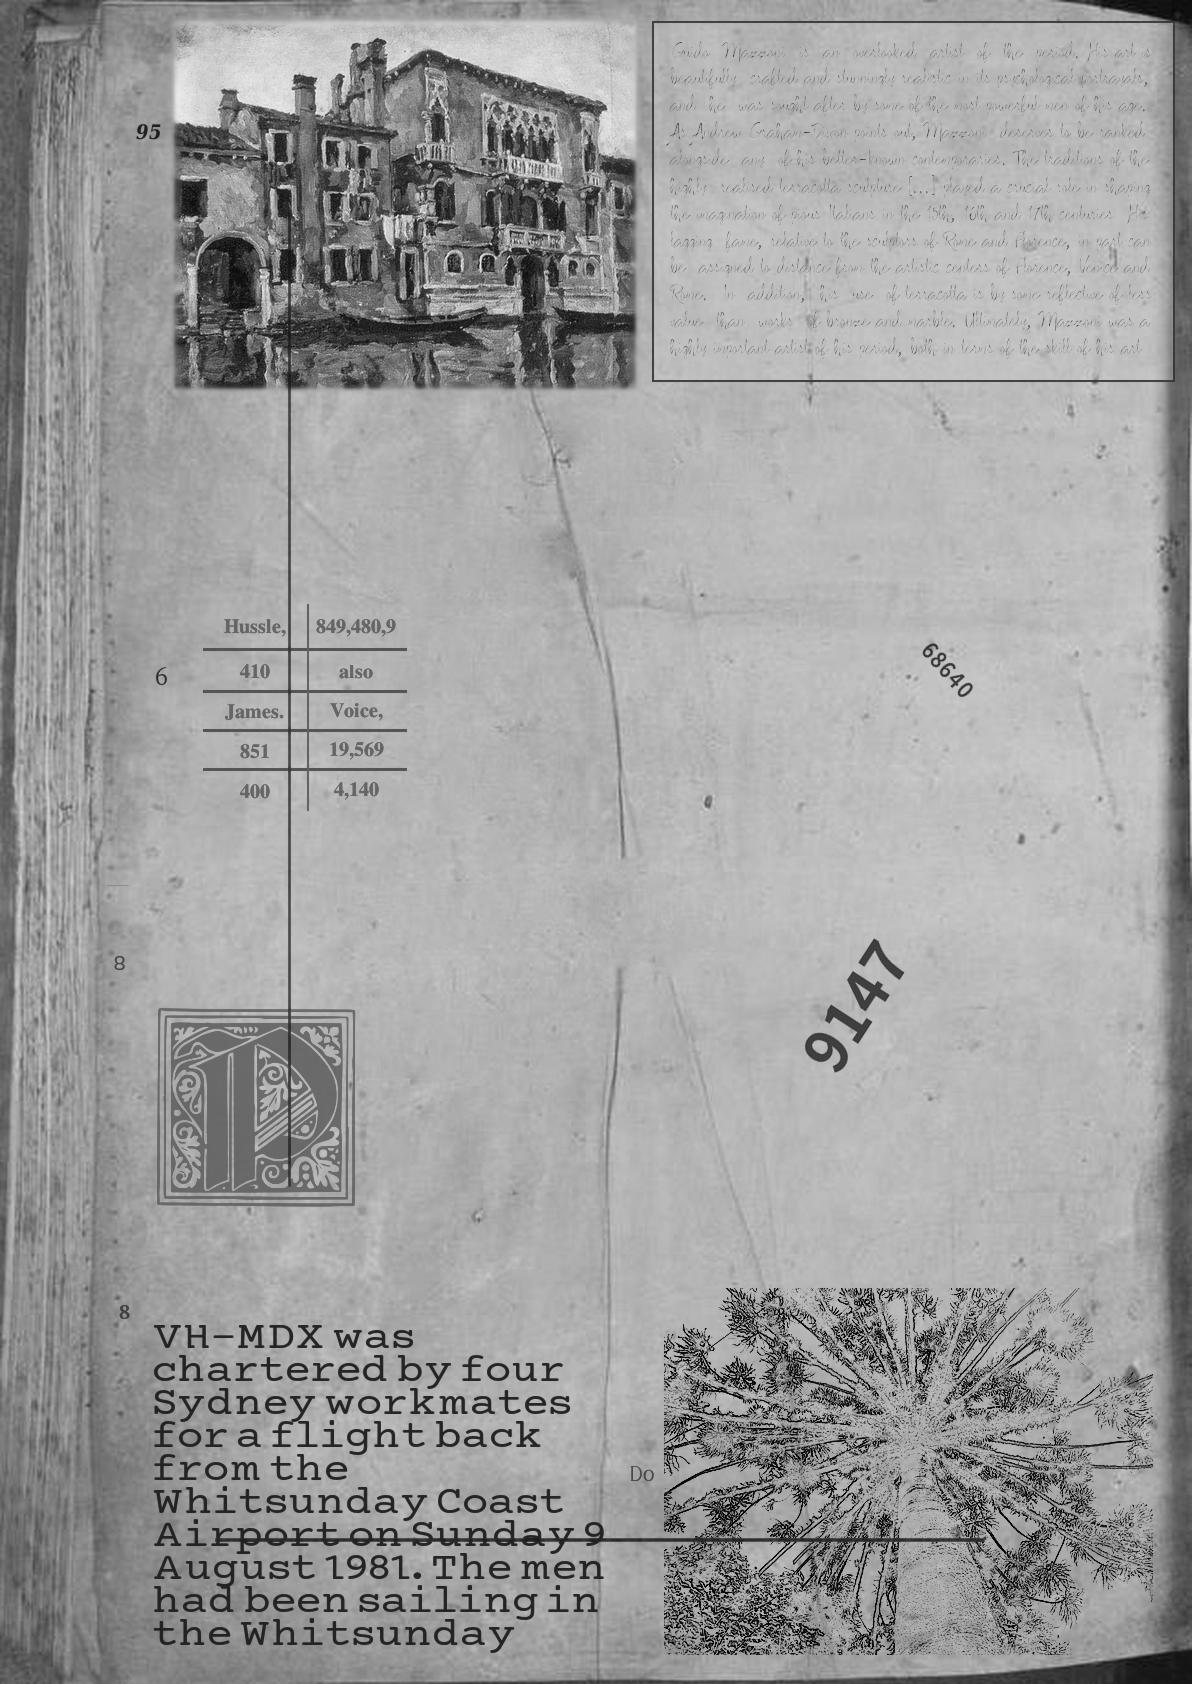 95
Guido Mazzoni is an overlooked artist of the period. His art is
beautifully crafted and stunningly realistic in its psychological portrayals,
and he was sought after by some of the most powerful men of his age.
As Andrew Graham-Dixon points out, Mazzoni deserves to be ranked
alongside any of his better-known contemporaries. The traditions of the
highly realised terracotta sculpture [...] played a crucial role in shaping
the imagination of pious Italians in the 15th, 16th and 17th centuries. His
lagging fame, relative to the sculptors of Rome and Florence, in part can
be assigned to distance from the artistic centers of Florence, Venice and
Rome. In addition, his use of terracotta is by some reflective of less
value than works of bronze and marble. Ultimately, Mazzoni was a
highly important artist of his period, both in terms of the skill of his art
Hussle, 849,480,9
410 also
James. Voice,
851 19,569
400 4,140
6
68640
8
9147
P
8
VH-MDX was
chartered by four
Sydney workmates
for a flight back
from the
Whitsunday Coast
Airport on Sunday 9
August 1981. The men
had been sailing in
the Whitsunday
Do